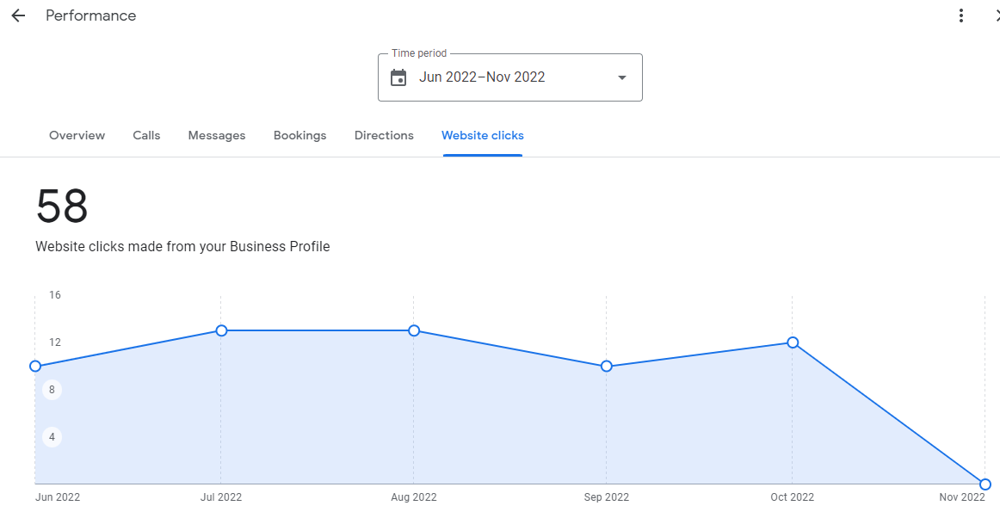 Performance
Time period
Jun 2022–Nov 2022
Overview Calls Messages Bookings Directions Website clicks
58
Website clicks made from your Business Profile
16
12
8
4
Jun 2022 Jul 2022 Aug 2022 Sep 2022 Oct 2022 Nov 2022